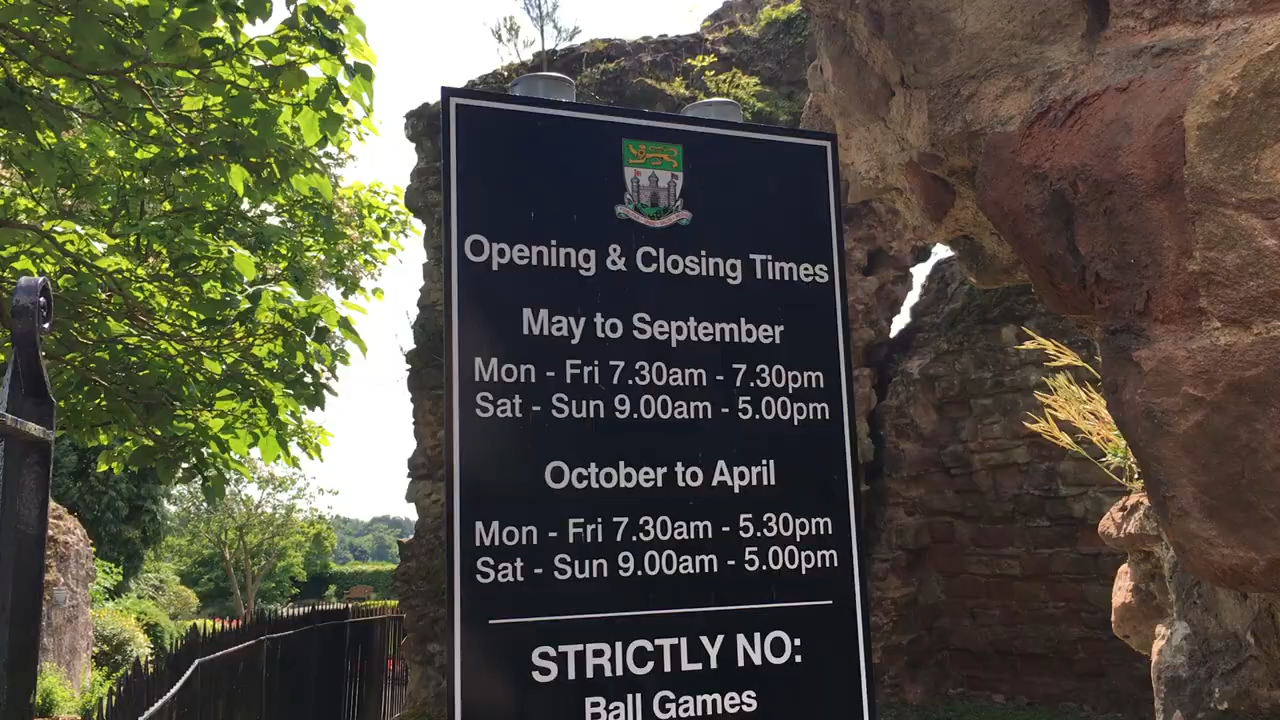 Opening & Closing Times
May to September
Mon - Fri 7.30am - 7.30pm
Sat - Sun 9.00am - 5.00pm
October to April
Mon - Fri 7.30am - 5.30pm
Sat - Sun 9.00am - 5.00pm
STRICTLY NO:
Ball Games